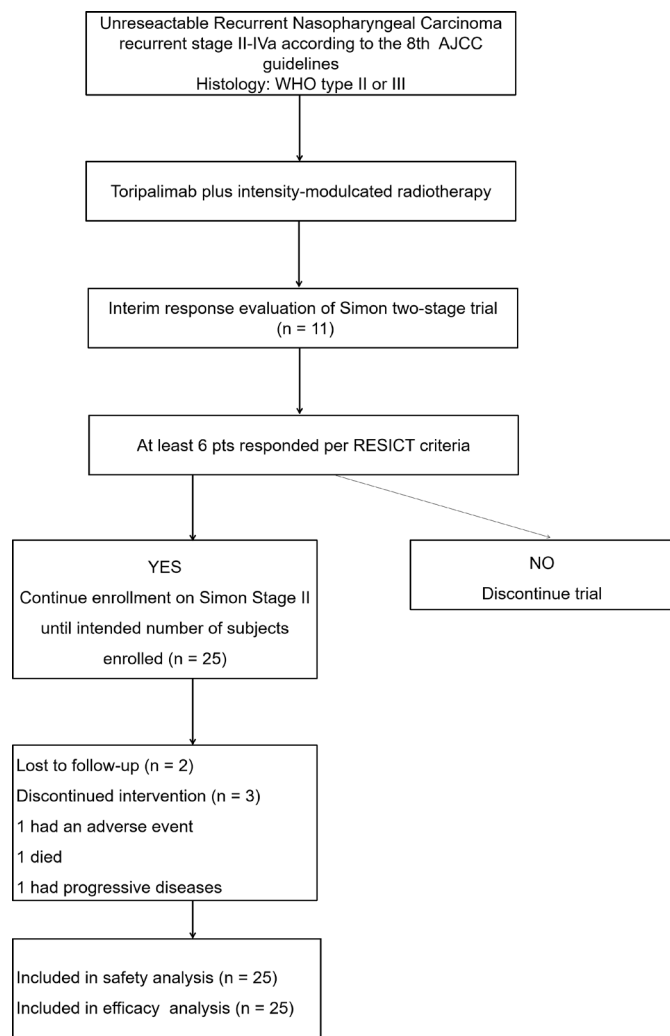 Unreseactable Recurrent Nasopharyngeal Carcinoma
recurrent stage II-IVa according to the 8th AJCC
guidelines
Histology: WHO type II or III
Toripalimab plus intensity-modulcated radiotherapy
Interim response evaluation of Simon two-stage trial
(n = 11)
At least 6 pts responded per RESICT criteria
YES
Continue enrollment on Simon Stage II
until intended number of subjects
enrolled (n = 25)
NO
Discontinue trial
Lost to follow-up (n = 2)
Discontinued intervention (n = 3)
1 had an adverse event
1 died
1 had progressive diseases
Included in safety analysis (n = 25)
Included in efficacy analysis (n = 25)